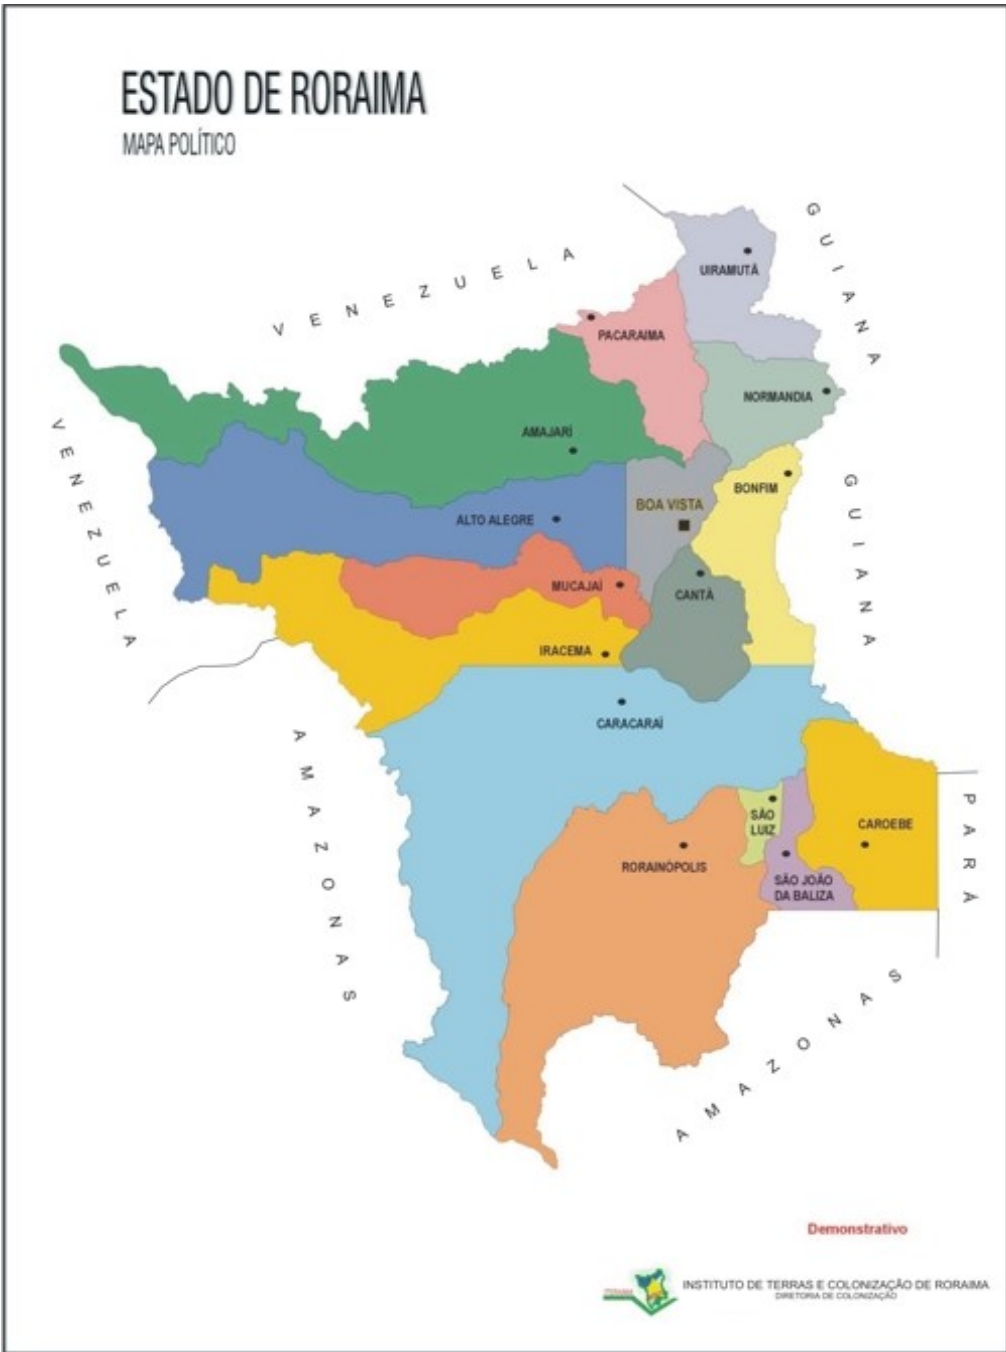 ESTADO DE RORAIMA
MAPA POLÍTICO
VENEZUELA
GUIANA
UIRAMUTÃ
PACARAIMA
NORMANDIA
AMAJARÍ
VENEZUELA
BONFIM
BOA VISTA
ALTO ALEGRE
GUIANA
MUCAJAÍ
CANTÁ
IRACEMA
CARACARAÍ
AMAZONAS
PARÁ
SÃO
LUIZ
CAROEBE
RORAINÓPOLIS
SÃO JOÃO
DA BALIZA
AMAZONAS
Demonstrativo
INSTITUTO DE TERRAS E COLONIZAÇÃO DE RORAIMA
DIRETORIA DE COLONIZAÇÃO